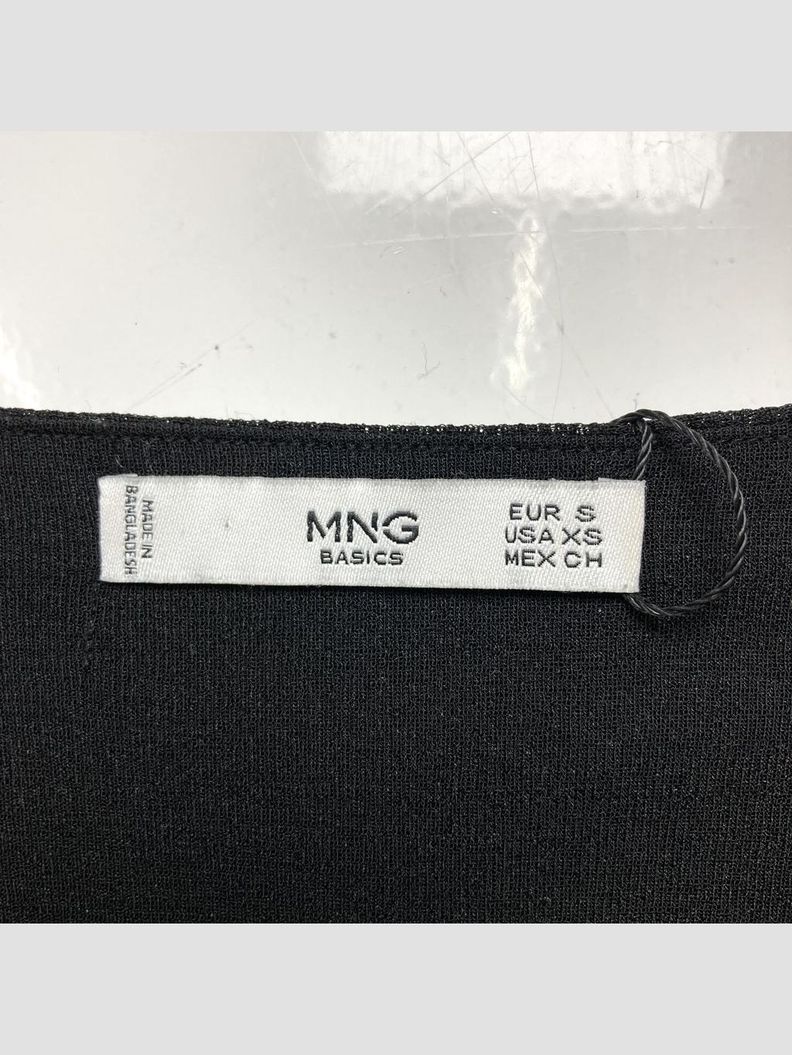 MADE IN
BANGLADESH
MNG
BASICS
EUR S
USA XS
MEX CH